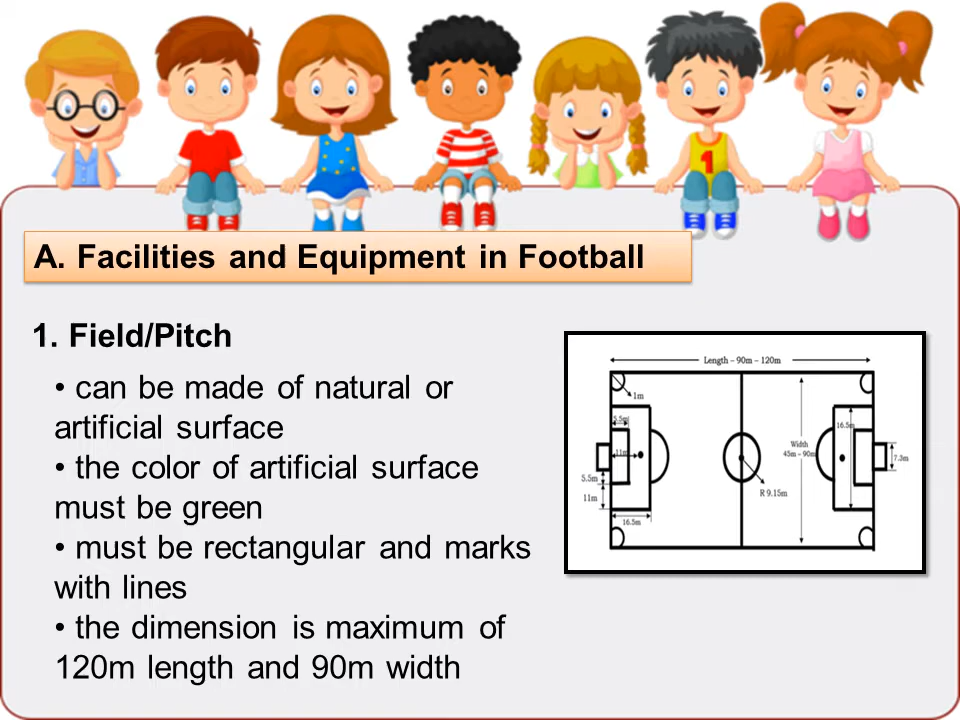 A. Facilities and Equipment in Football
1. Field/Pitch
• can be made of natural or
artificial surface
• the color of artificial surface
must be green
• must be rectangular and marks
with lines
• the dimension is maximum of
120m length and 90m width
Length – 90m – 120m
1m
5.5m
11m
5.5m
11m
16.5m
R 9.15m
Width
45m – 90m
16.5m
7.3m
1